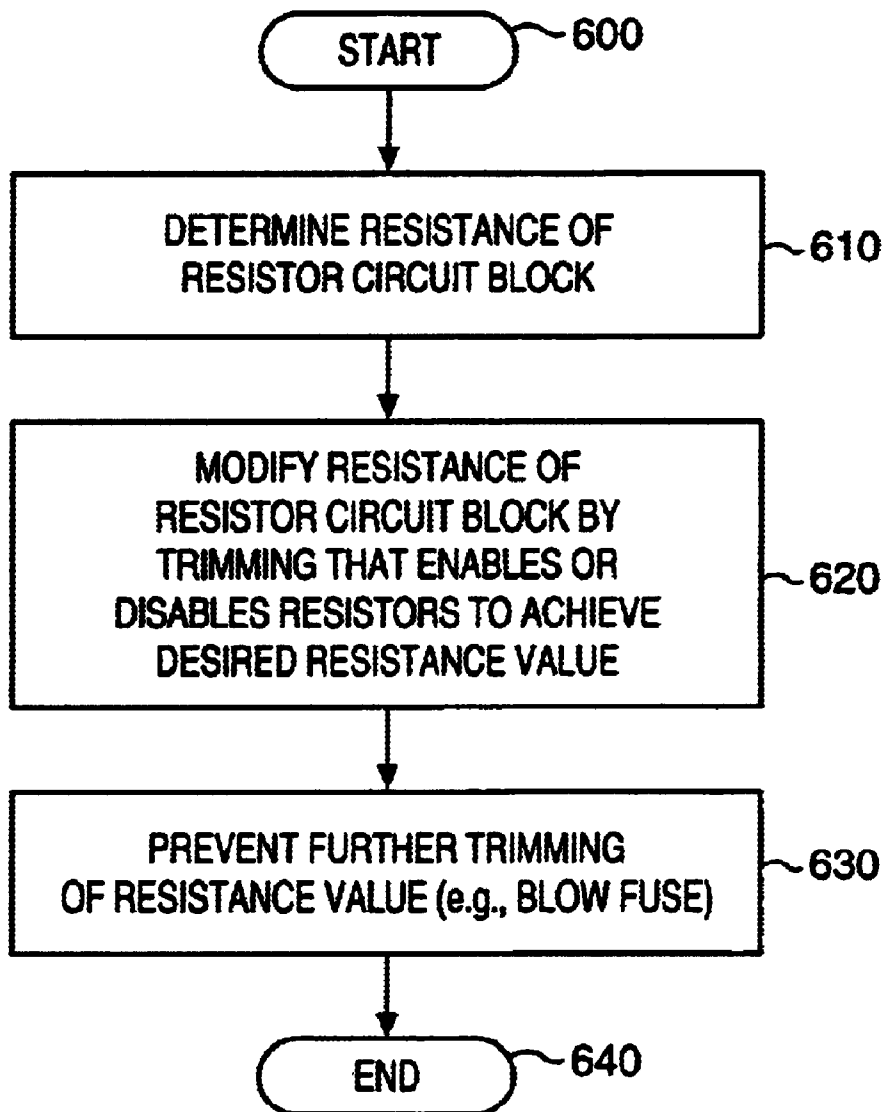 START
600
DETERMINE RESISTANCE OF
RESISTOR CIRCUIT BLOCK
610
MODIFY RESISTANCE OF
RESISTOR CIRCUIT BLOCK BY
TRIMMING THAT ENABLES OR
DISABLES RESISTORS TO ACHIEVE
DESIRED RESISTANCE VALUE
620
PREVENT FURTHER TRIMMING
OF RESISTANCE VALUE (e.g., BLOW FUSE)
630
END
640